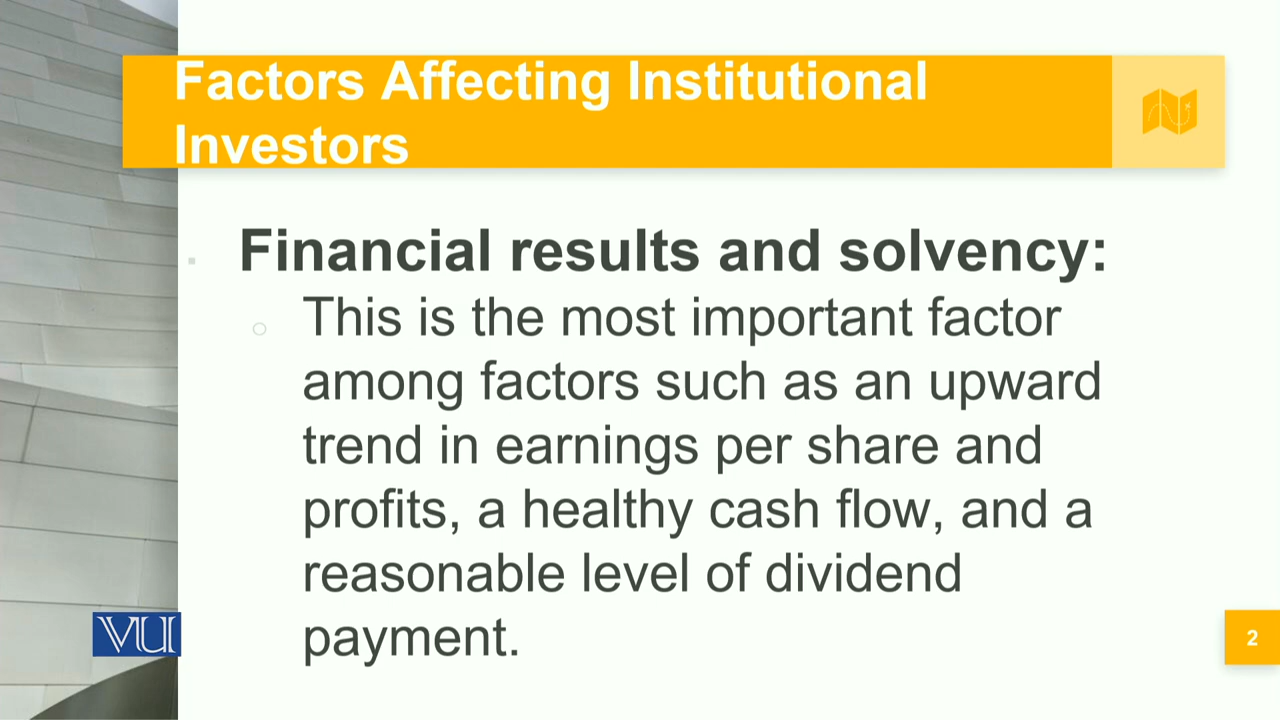 Factors Affecting Institutional
Investors
Financial results and solvency:
This is the most important factor
among factors such as an upward
trend in earnings per share and
profits, a healthy cash flow, and a
reasonable level of dividend
payment.
VU
2